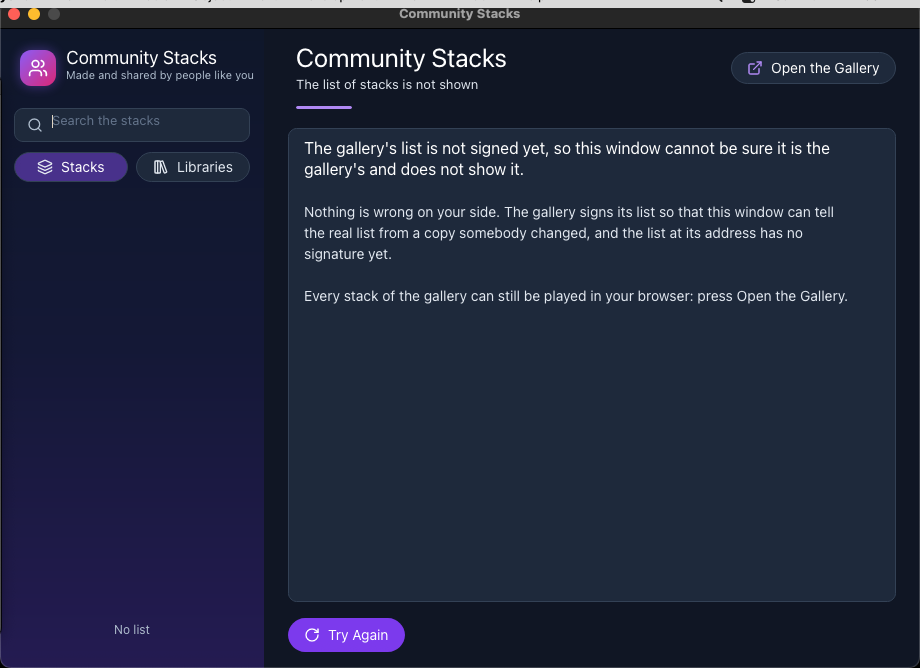 Community Stacks
Community Stacks
Made and shared by people like you
Search the stacks
Stacks
Libraries
No list
Community Stacks
The list of stacks is not shown
Open the Gallery
The gallery's list is not signed yet, so this window cannot be sure it is the
gallery's and does not show it.
Nothing is wrong on your side. The gallery signs its list so that this window can tell
the real list from a copy somebody changed, and the list at its address has no
signature yet.
Every stack of the gallery can still be played in your browser: press Open the Gallery.
Try Again